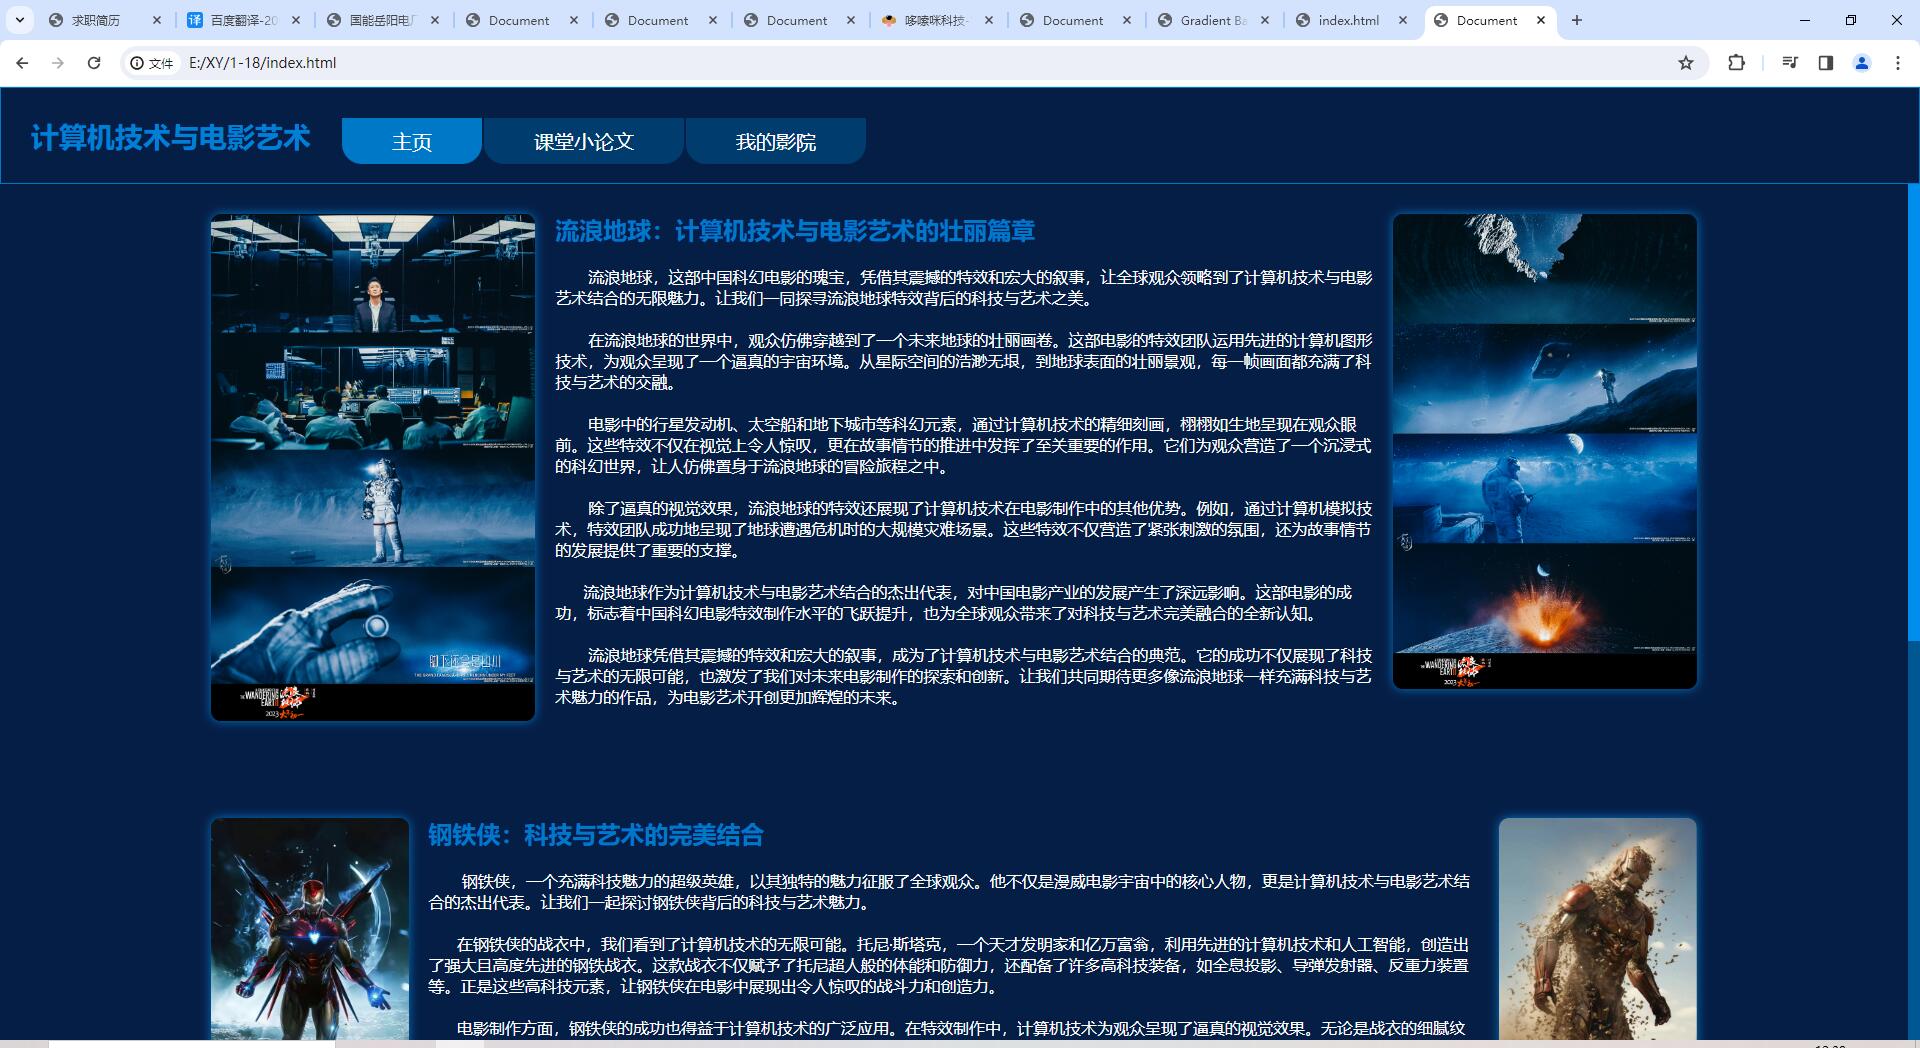 求职简历
百度翻译-20
国能岳阳电厂
Document
Document
Document
哆嗦咪科技-
Document
Gradient Ba
index.html
Document
文件
E:/XY/1-18/index.html
计算机技术与电影艺术
主页
课堂小论文
我的影院
流浪地球：计算机技术与电影艺术的壮丽篇章
流浪地球，这部中国科幻电影的瑰宝，凭借其震撼的特效和宏大的叙事，让全球观众领略到了计算机技术与电影
艺术结合的无限魅力。让我们一同探寻流浪地球特效背后的科技与艺术之美。
在流浪地球的世界中，观众仿佛穿越到了一个未来地球的壮丽画卷。这部电影的特效团队运用先进的计算机图形
技术，为观众呈现了一个逼真的宇宙环境。从星际空间的浩渺无垠，到地球表面的壮丽景观，每一帧画面都充满了科
技与艺术的交融。
电影中的行星发动机、太空船和地下城市等科幻元素，通过计算机技术的精细刻画，栩栩如生地呈现在观众眼
前。这些特效不仅在视觉上令人惊叹，更在故事情节的推进中发挥了至关重要的作用。它们为观众营造了一个沉浸式
的科幻世界，让人仿佛置身于流浪地球的冒险旅程之中。
除了逼真的视觉效果，流浪地球的特效还展现了计算机技术在电影制作中的其他优势。例如，通过计算机模拟技
术，特效团队成功地呈现了地球遭遇危机时的大规模灾难场景。这些特效不仅营造了紧张刺激的氛围，还为故事情节
的发展提供了重要的支撑。
流浪地球作为计算机技术与电影艺术结合的杰出代表，对中国电影产业的发展产生了深远影响。这部电影的成
功，标志着中国科幻电影特效制作水平的飞跃提升，也为全球观众带来了对科技与艺术完美融合的全新认知。
流浪地球凭借其震撼的特效和宏大的叙事，成为了计算机技术与电影艺术结合的典范。它的成功不仅展现了科技
与艺术的无限可能，也激发了我们对未来电影制作的探索和创新。让我们共同期待更多像流浪地球一样充满科技与艺
术魅力的作品，为电影艺术开创更加辉煌的未来。
THE WANDERING EARTH
2023
THE WANDERING EARTH
2023
钢铁侠：科技与艺术的完美结合
钢铁侠，一个充满科技魅力的超级英雄，以其独特的魅力征服了全球观众。他不仅是漫威电影宇宙中的核心人物，更是计算机技术与电影艺术结
合的杰出代表。让我们一起探讨钢铁侠背后的科技与艺术魅力。
在钢铁侠的战衣中，我们看到了计算机技术的无限可能。托尼·斯塔克，一个天才发明家和亿万富翁，利用先进的计算机技术和人工智能，创造出
了强大且高度先进的钢铁战衣。这款战衣不仅赋予了托尼超人般的体能和防御力，还配备了许多高科技装备，如全息投影、导弹发射器、反重力装置
等。正是这些高科技元素，让钢铁侠在电影中展现出令人惊叹的战斗力和创造力。
电影制作方面，钢铁侠的成功也得益于计算机技术的广泛应用。在特效制作中，计算机技术为观众呈现了逼真的视觉效果。无论是战衣的细腻纹